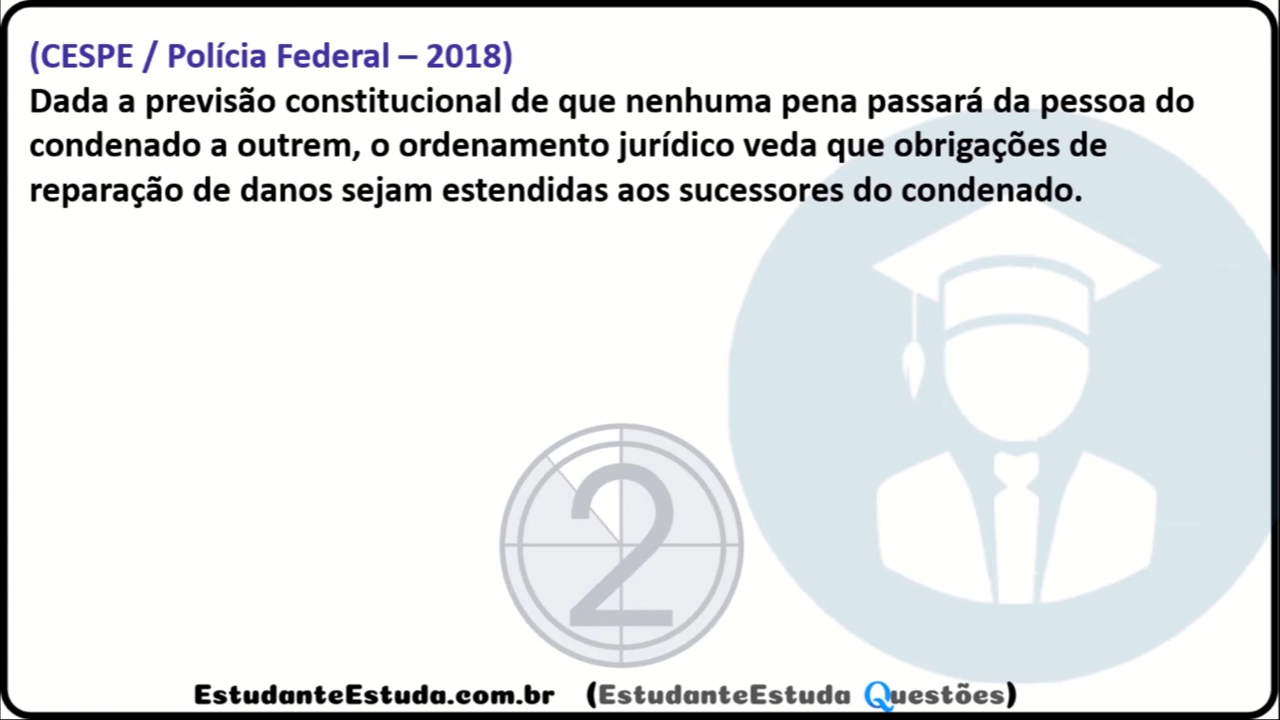 (CESPE / Polícia Federal – 2018)
Dada a previsão constitucional de que nenhuma pena passará da pessoa do
condenado a outrem, o ordenamento jurídico veda que obrigações de
reparação de danos sejam estendidas aos sucessores do condenado.
2
EstudanteEstuda.com.br (EstudanteEstuda Questões)